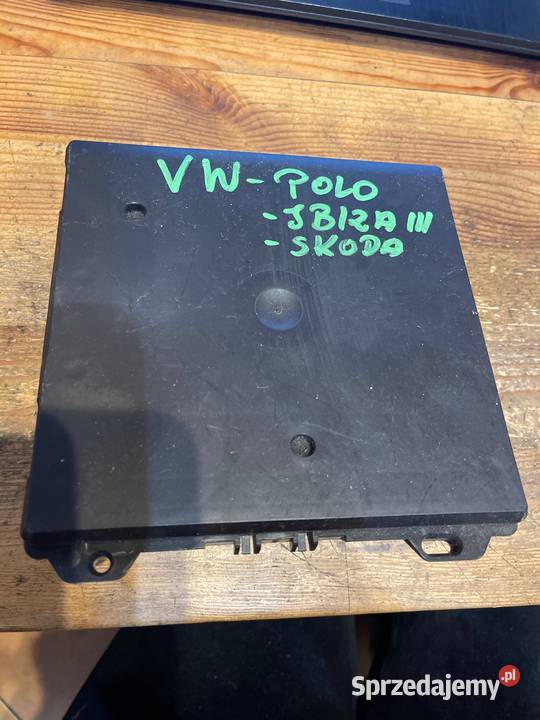 VW - POLO
- IBIZA III
- SKODA
Sprzedajemy.pl